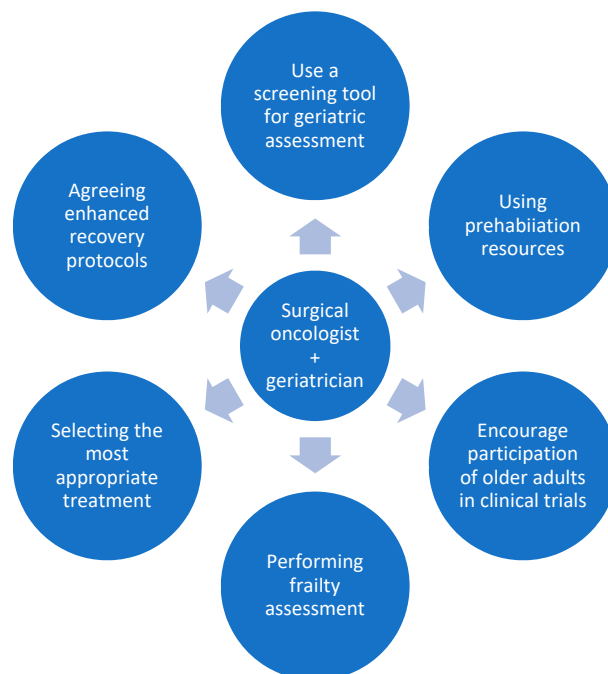 Use a
screening tool
for geriatric
assessment
Agreeing
enhanced
recovery
protocols
Using
prehabiiation
resources
Surgical
oncologist
+
geriatrician
Selecting the
most
appropriate
treatment
Encourage
participation
of older adults
in clinical trials
Performing
frailty
assessment